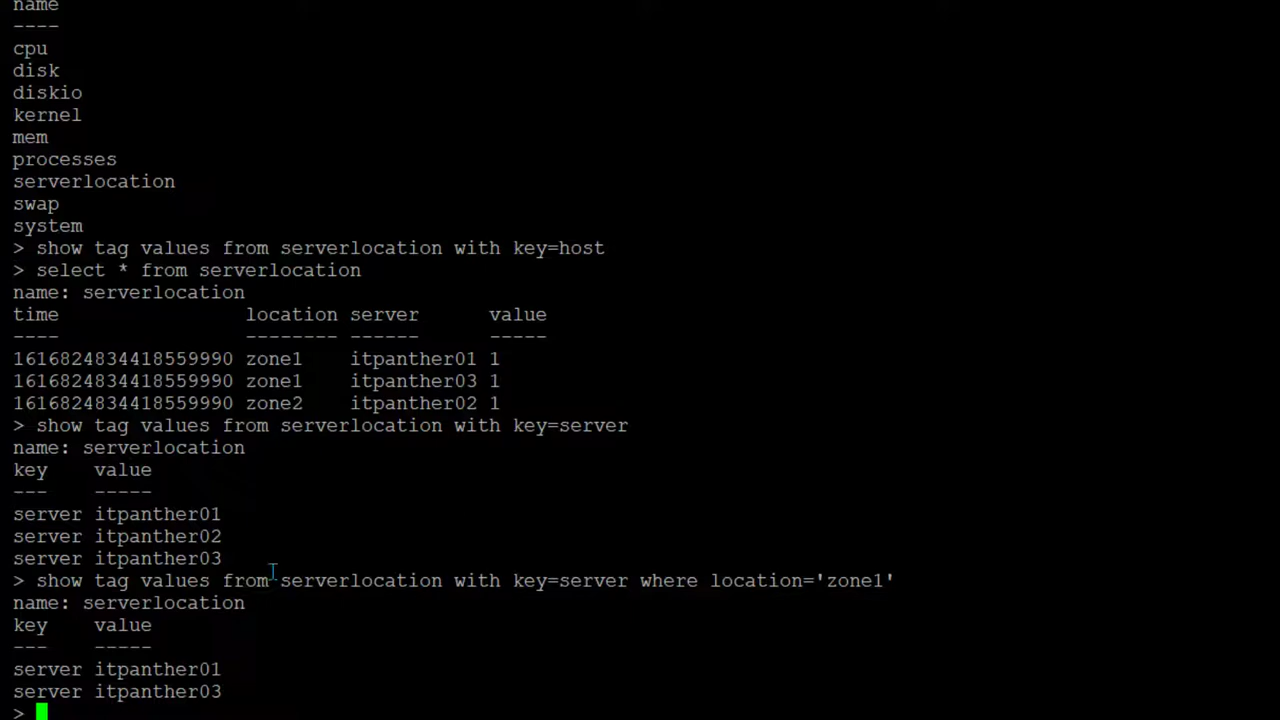 name
----
cpu
disk
diskio
kernel
mem
processes
serverlocation
swap
system
> show tag values from serverlocation with key=host
> select * from serverlocation
name: serverlocation
time                location server     value
----                -------- ------     -----
1616824834418559990 zone1    itpanther01 1
1616824834418559990 zone1    itpanther03 1
1616824834418559990 zone2    itpanther02 1
> show tag values from serverlocation with key=server
name: serverlocation
key    value
---    -----
server itpanther01
server itpanther02
server itpanther03
> show tag values from serverlocation with key=server where location='zone1'
name: serverlocation
key    value
---    -----
server itpanther01
server itpanther03
>